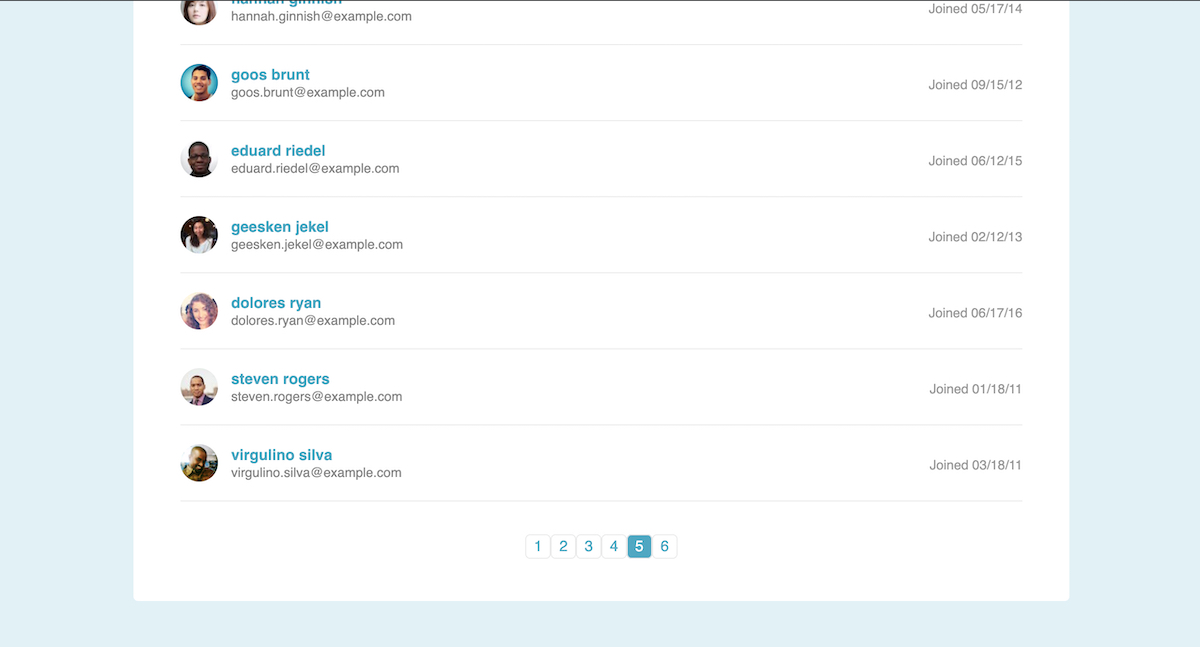 hannah ginnish
hannah.ginnish@example.com
Joined 05/17/14
goos brunt
goos.brunt@example.com
Joined 09/15/12
eduard riedel
eduard.riedel@example.com
Joined 06/12/15
geesken jekel
geesken.jekel@example.com
Joined 02/12/13
dolores ryan
dolores.ryan@example.com
Joined 06/17/16
steven rogers
steven.rogers@example.com
Joined 01/18/11
virgulino silva
virgulino.silva@example.com
Joined 03/18/11
1 2 3 4 5 6